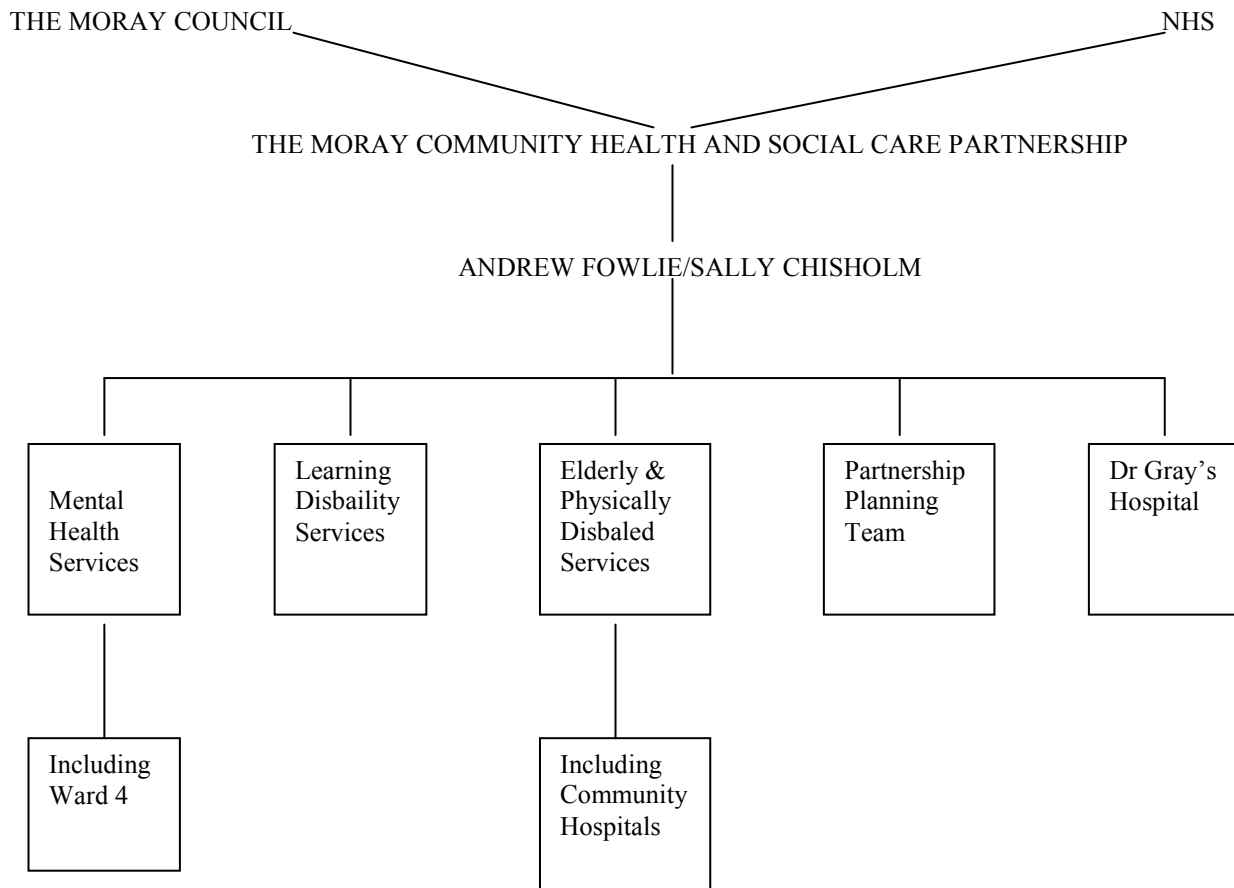 THE MORAY COUNCIL
NHS
THE MORAY COMMUNITY HEALTH AND SOCIAL CARE PARTNERSHIP
ANDREW FOWLIE/SALLY CHISHOLM
Mental
Health
Services
Learning
Disbaility
Services
Elderly &
Physically
Disbaled
Services
Partnership
Planning
Team
Dr Gray’s
Hospital
Including
Ward 4
Including
Community
Hospitals